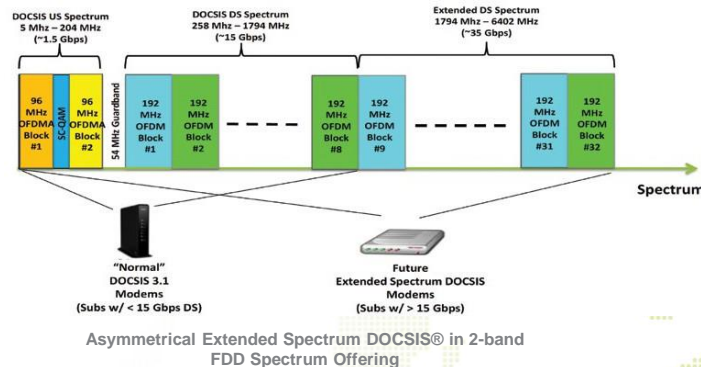 DOCSIS US Spectrum
5 Mhz – 204 MHz
(~1.5 Gbps)
DOCSIS DS Spectrum
258 Mhz – 1794 MHz
(~15 Gbps)
Extended DS Spectrum
1794 MHz – 6402 MHz
(~35 Gbps)
96
MHz
OFDMA
Block
#1
SC-QAM
96
MHz
OFDMA
Block
#2
54 MHz Guardband
192
MHz
OFDM
Block
#1
192
MHz
OFDM
Block
#2
192
MHz
OFDM
Block
#8
192
MHz
OFDM
Block
#9
192
MHz
OFDM
Block
#31
192
MHz
OFDM
Block
#32
Spectrum
"Normal"
DOCSIS 3.1
Modems
(Subs w/ < 15 Gbps DS)
Future
Extended Spectrum DOCSIS
Modems
(Subs w/ > 15 Gbps)
Asymmetrical Extended Spectrum DOCSIS® in 2-band
FDD Spectrum Offering